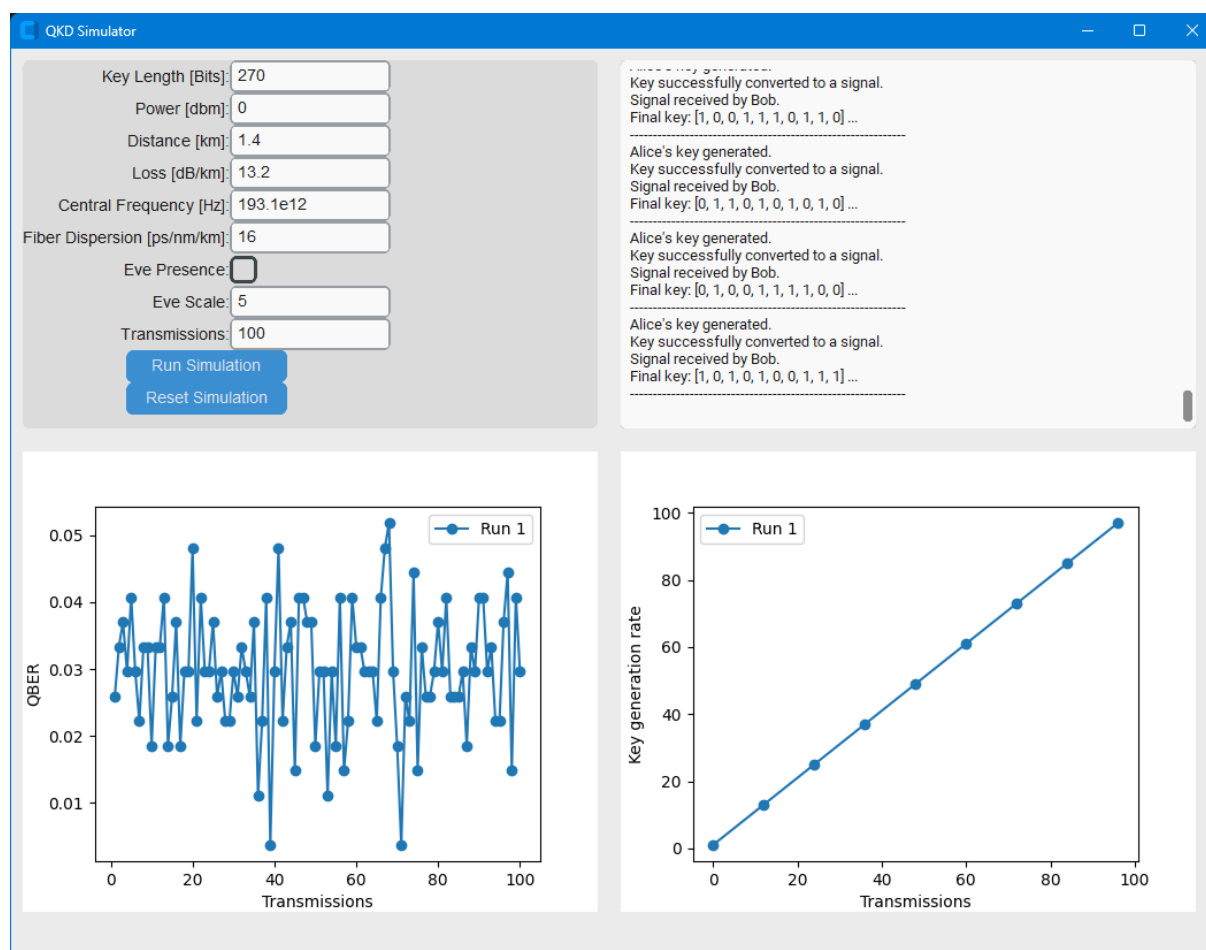 QKD Simulator
Key Length [Bits]: 270
Power [dbm]: 0
Distance [km]: 1.4
Loss [dB/km]: 13.2
Central Frequency [Hz]: 193.1e12
Fiber Dispersion [ps/nm/km]: 16
Eve Presence:
Eve Scale: 5
Transmissions: 100
Run Simulation
Reset Simulation
Alice's key generated.
Key successfully converted to a signal.
Signal received by Bob.
Final key: [1, 0, 0, 1, 1, 1, 0, 1, 1, 0] ...
------------------------------------------------------------
Alice's key generated.
Key successfully converted to a signal.
Signal received by Bob.
Final key: [0, 1, 1, 0, 1, 0, 1, 0, 1, 0] ...
------------------------------------------------------------
Alice's key generated.
Key successfully converted to a signal.
Signal received by Bob.
Final key: [0, 1, 0, 0, 1, 1, 1, 1, 0, 0] ...
------------------------------------------------------------
Alice's key generated.
Key successfully converted to a signal.
Signal received by Bob.
Final key: [1, 0, 1, 0, 1, 0, 0, 1, 1, 1] ...
------------------------------------------------------------
Run 1
0.05
0.04
0.03
0.02
0.01
QBER
0 20 40 60 80 100
Transmissions
Run 1
100
80
60
40
20
0
Key generation rate
0 20 40 60 80 100
Transmissions